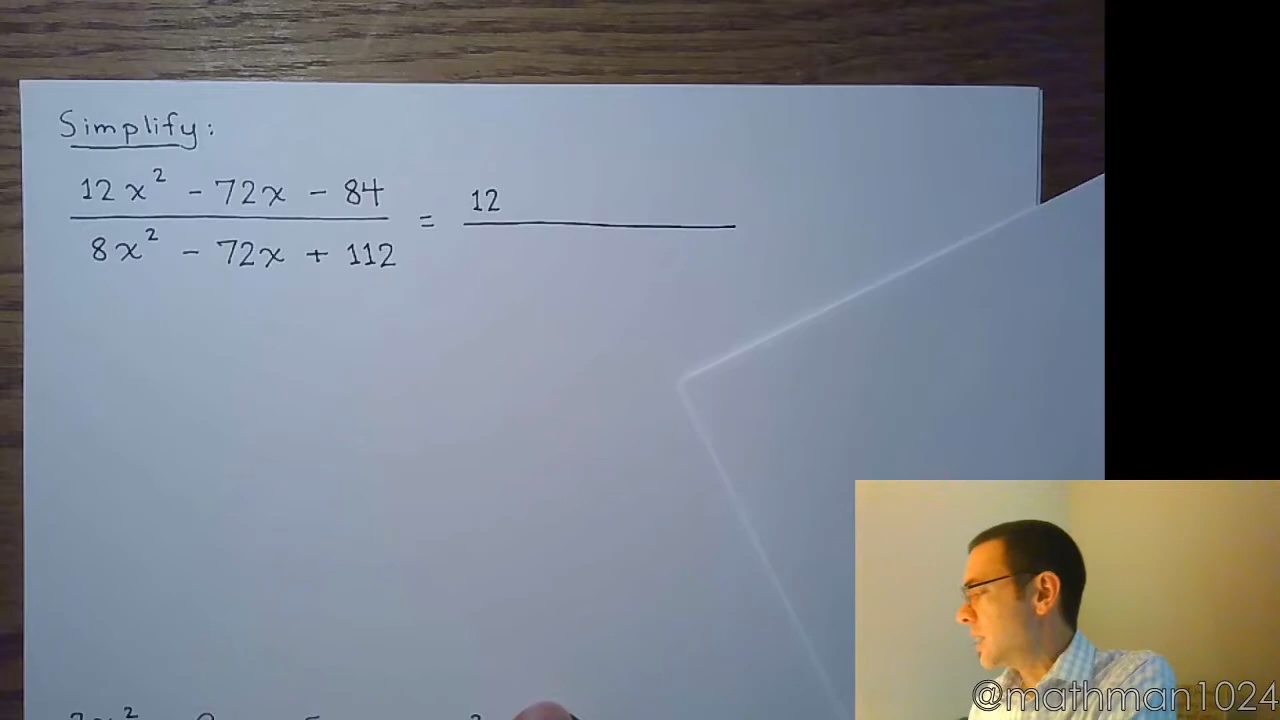 Simplify:
12x² - 72x - 84 = 12
8x² - 72x + 112
@mathman1024